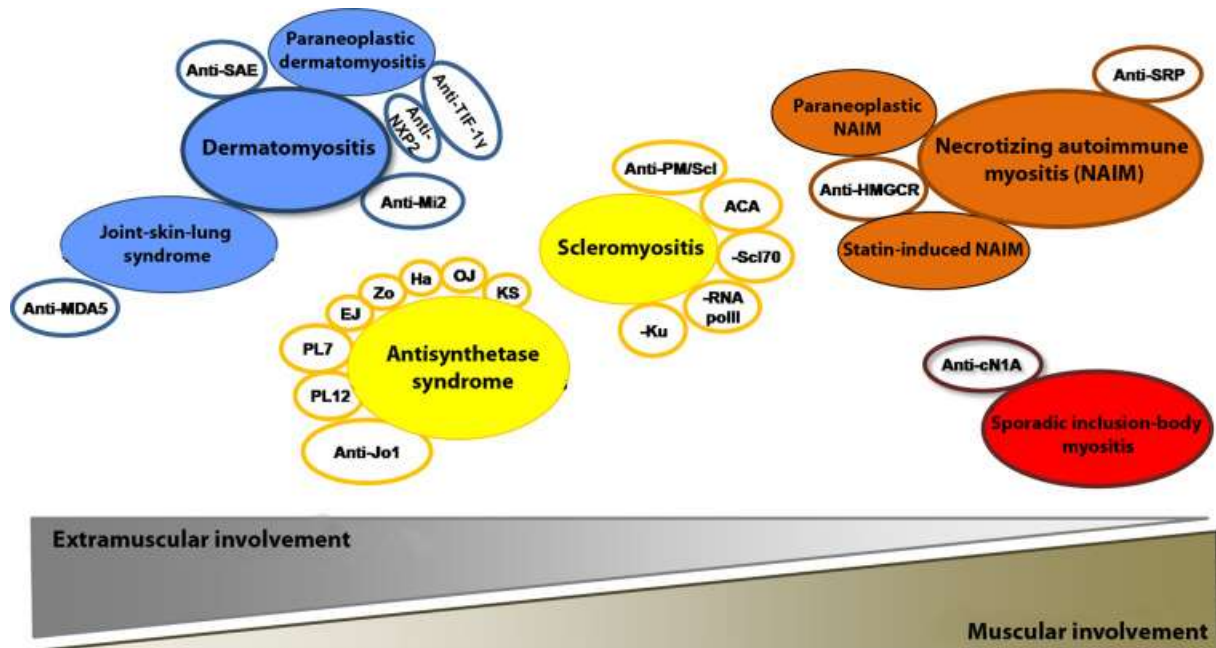 Paraneoplastic
dermatomyositis
Anti-SAE
Anti-TIF-1γ
Anti-
NXP2
Dermatomyositis
Anti-Mi2
Joint-skin-lung
syndrome
Anti-MDA5
Anti-SRP
Paraneoplastic
NAIM
Necrotizing autoimmune
myositis (NAIM)
Anti-HMGCR
Statin-induced NAIM
Anti-PM/Scl
ACA
Scleromyositis
-Scl70
-RNA
polII
-Ku
Ha
OJ
Zo
KS
EJ
PL7
Antisynthetase
syndrome
PL12
Anti-Jo1
Anti-cN1A
Sporadic inclusion-body
myositis
Extramuscular involvement
Muscular involvement